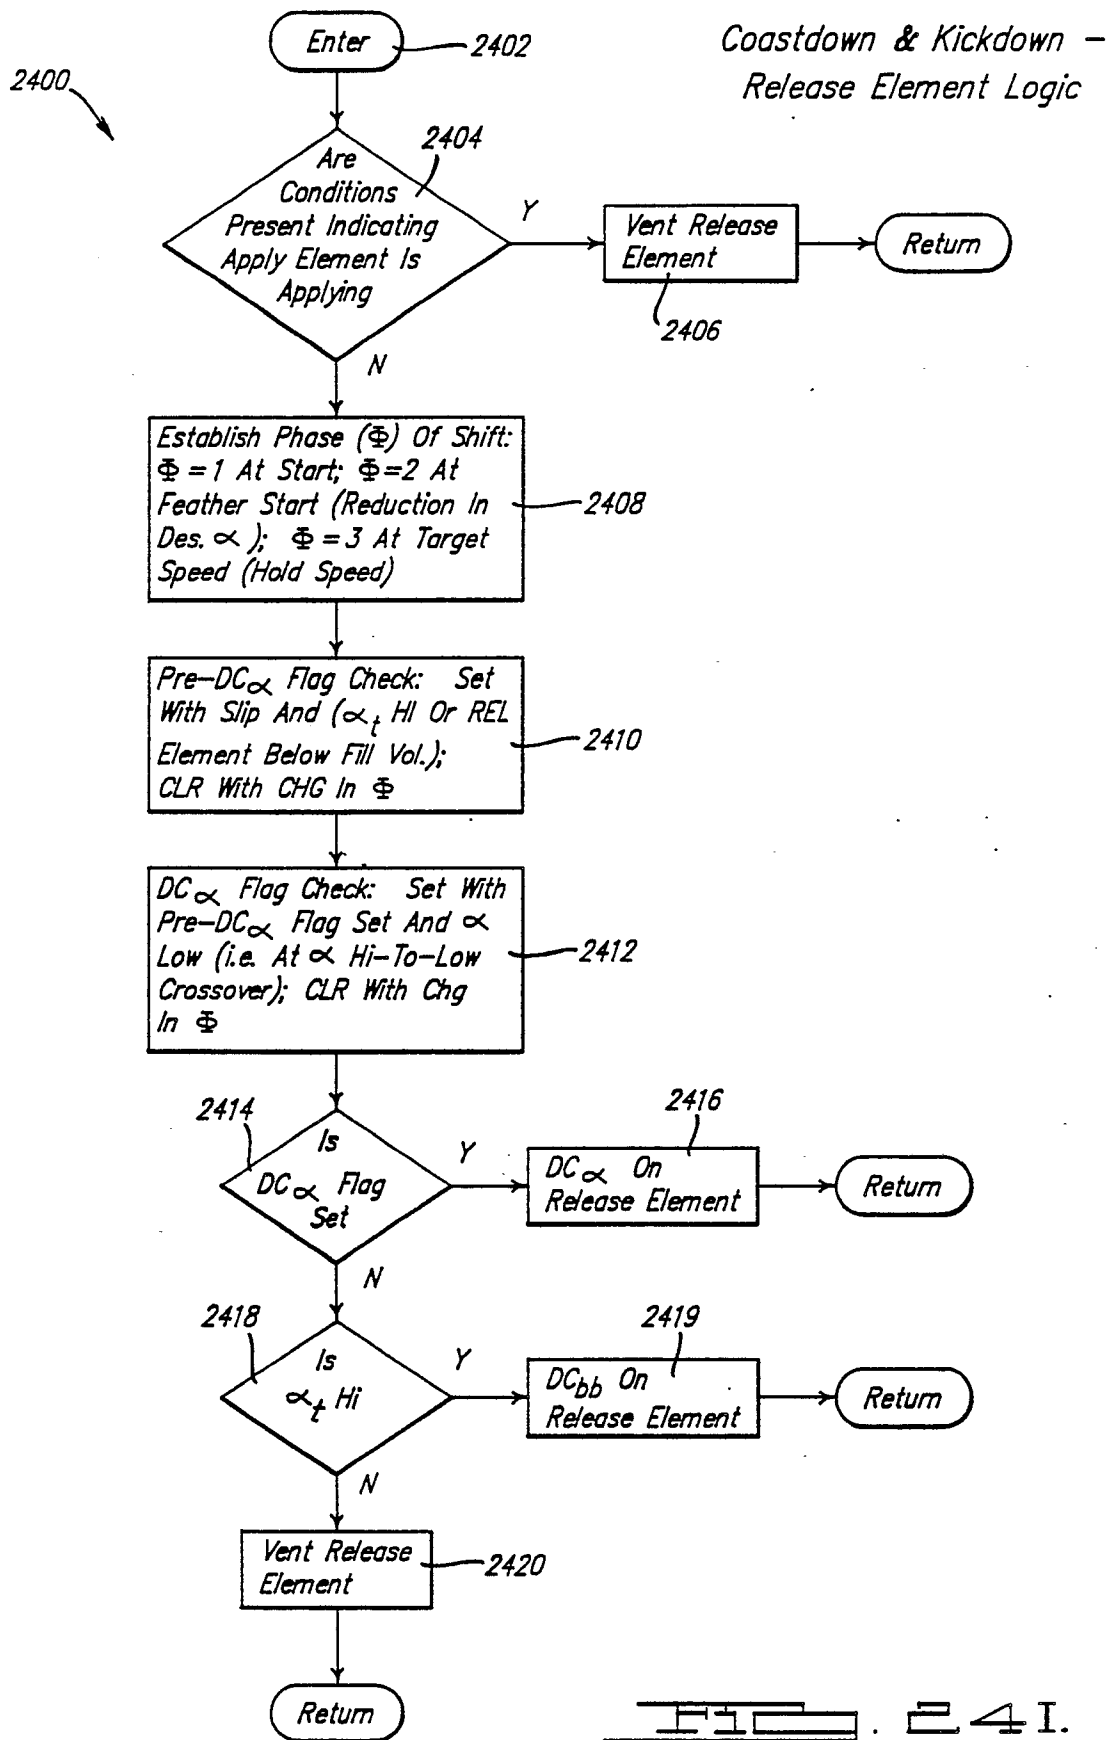 Coastdown & Kickdown –
Release Element Logic
2400
Enter
2402
Are
Conditions
Present Indicating
Apply Element Is
Applying
2404
Y
Vent Release
Element
2406
Return
N
Establish Phase (Φ) Of Shift:
Φ = 1 At Start; Φ=2 At
Feather Start (Reduction In
Des. ∝ ); Φ = 3 At Target
Speed (Hold Speed)
2408
Pre–DC∝ Flag Check: Set
With Slip And (∝t HI Or REL
Element Below Fill Vol.);
CLR With CHG In Φ
2410
DC∝ Flag Check: Set With
Pre–DC∝ Flag Set And ∝
Low (i.e. At ∝ Hi–To–Low
Crossover); CLR With Chg
In Φ
2412
2414
Is
DC∝ Flag
Set
Y
2416
DC∝ On
Release Element
Return
N
2418
Is
∝t Hi
Y
2419
DCbb On
Release Element
Return
N
Vent Release
Element
2420
Return
FIG. 24I.